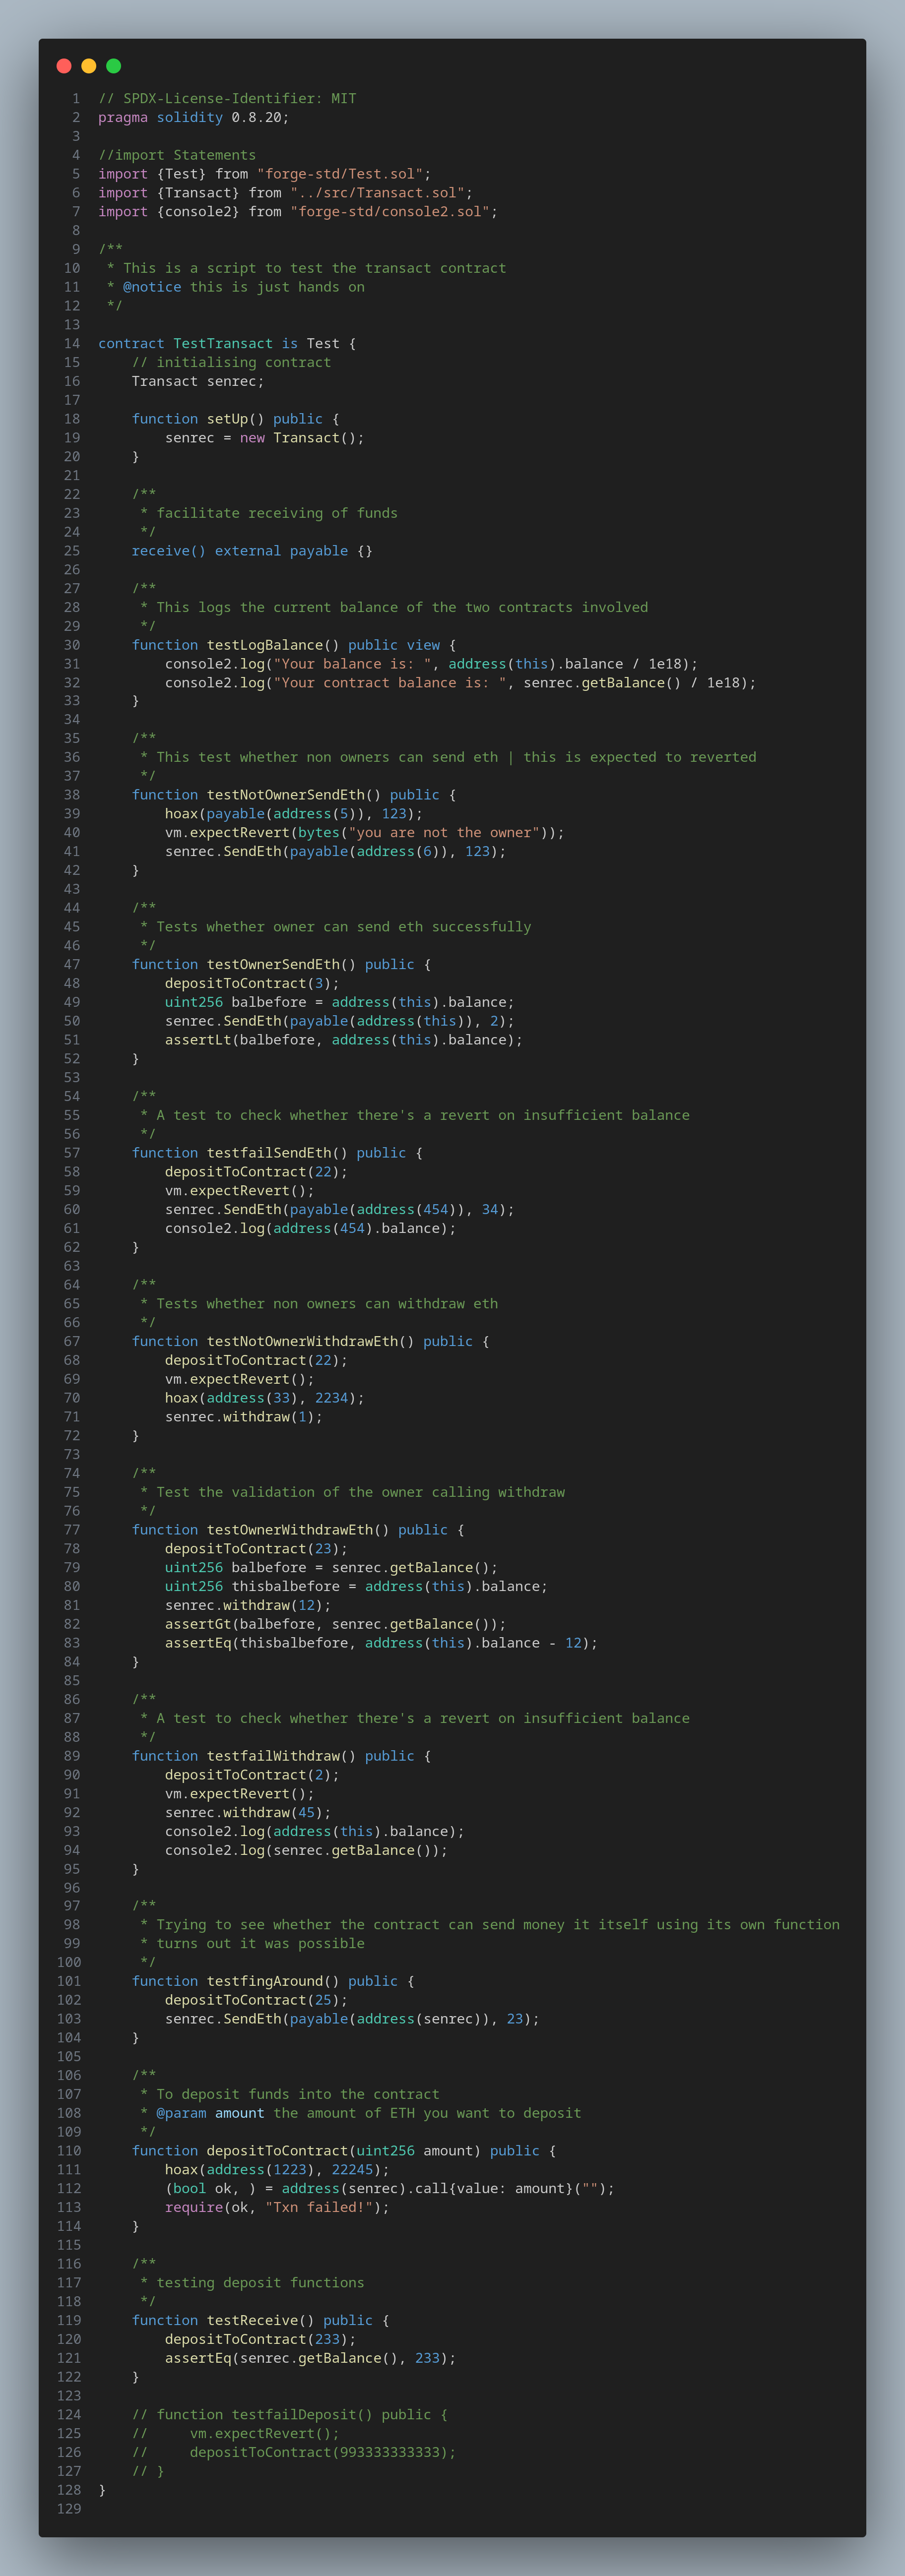 1 // SPDX-License-Identifier: MIT
2 pragma solidity 0.8.20;
3
4 //import Statements
5 import {Test} from "forge-std/Test.sol";
6 import {Transact} from "../src/Transact.sol";
7 import {console2} from "forge-std/console2.sol";
8
9 /**
10  * This is a script to test the transact contract
11  * @notice this is just hands on
12  */
13
14 contract TestTransact is Test {
15     // initialising contract
16     Transact senrec;
17
18     function setUp() public {
19         senrec = new Transact();
20     }
21
22     /**
23      * facilitate receiving of funds
24      */
25     receive() external payable {}
26
27     /**
28      * This logs the current balance of the two contracts involved
29      */
30     function testLogBalance() public view {
31         console2.log("Your balance is: ", address(this).balance / 1e18);
32         console2.log("Your contract balance is: ", senrec.getBalance() / 1e18);
33     }
34
35     /**
36      * This test whether non owners can send eth | this is expected to reverted
37      */
38     function testNotOwnerSendEth() public {
39         hoax(payable(address(5)), 123);
40         vm.expectRevert(bytes("you are not the owner"));
41         senrec.SendEth(payable(address(6)), 123);
42     }
43
44     /**
45      * Tests whether owner can send eth successfully
46      */
47     function testOwnerSendEth() public {
48         depositToContract(3);
49         uint256 balbefore = address(this).balance;
50         senrec.SendEth(payable(address(this)), 2);
51         assertLt(balbefore, address(this).balance);
52     }
53
54     /**
55      * A test to check whether there's a revert on insufficient balance
56      */
57     function testfailSendEth() public {
58         depositToContract(22);
59         vm.expectRevert();
60         senrec.SendEth(payable(address(454)), 34);
61         console2.log(address(454).balance);
62     }
63
64     /**
65      * Tests whether non owners can withdraw eth
66      */
67     function testNotOwnerWithdrawEth() public {
68         depositToContract(22);
69         vm.expectRevert();
70         hoax(address(33), 2234);
71         senrec.withdraw(1);
72     }
73
74     /**
75      * Test the validation of the owner calling withdraw
76      */
77     function testOwnerWithdrawEth() public {
78         depositToContract(23);
79         uint256 balbefore = senrec.getBalance();
80         uint256 thisbalbefore = address(this).balance;
81         senrec.withdraw(12);
82         assertGt(balbefore, senrec.getBalance());
83         assertEq(thisbalbefore, address(this).balance - 12);
84     }
85
86     /**
87      * A test to check whether there's a revert on insufficient balance
88      */
89     function testfailWithdraw() public {
90         depositToContract(2);
91         vm.expectRevert();
92         senrec.withdraw(45);
93         console2.log(address(this).balance);
94         console2.log(senrec.getBalance());
95     }
96
97     /**
98      * Trying to see whether the contract can send money it itself using its own function
99      * turns out it was possible
100      */
101     function testfingAround() public {
102         depositToContract(25);
103         senrec.SendEth(payable(address(senrec)), 23);
104     }
105
106     /**
107      * To deposit funds into the contract
108      * @param amount the amount of ETH you want to deposit
109      */
110     function depositToContract(uint256 amount) public {
111         hoax(address(1223), 22245);
112         (bool ok, ) = address(senrec).call{value: amount}("");
113         require(ok, "Txn failed!");
114     }
115
116     /**
117      * testing deposit functions
118      */
119     function testReceive() public {
120         depositToContract(233);
121         assertEq(senrec.getBalance(), 233);
122     }
123
124     // function testfailDeposit() public {
125     //     vm.expectRevert();
126     //     depositToContract(993333333333);
127     // }
128 }
129